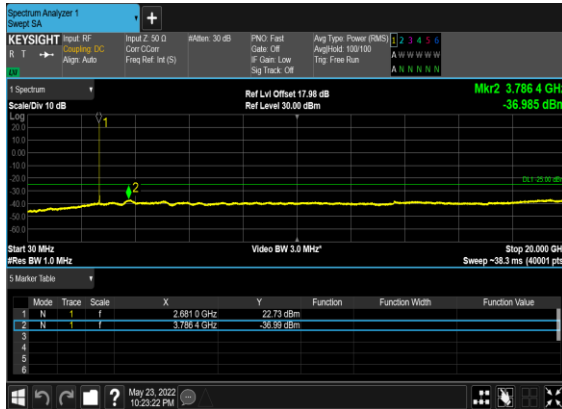 Spectrum Analyzer 1
Swept SA
+
KEYSIGHT Input: RF Input Z: 50 Ω #Atten: 30 dB PNO: Fast Avg Type: Power (RMS) 1 2 3 4 5 6
R T Coupling: DC Corr CCorr Gate: Off Avg|Hold: 100/100 A W W W W W
Align: Auto Freq Ref: Int (S) IF Gain: Low Trig: Free Run
Sig Track: Off A N N N N N
1 Spectrum
Ref Lvl Offset 17.98 dB Mkr2 3.786 4 GHz
Scale/Div 10 dB Ref Level 30.00 dBm -36.985 dBm
Log
20.0
10.0
0.00
-10.0
-20.0
-30.0
-40.0
-50.0
-60.0
1
2
Start 30 MHz Video BW 3.0 MHz* Stop 20.000 GHz
#Res BW 1.0 MHz Sweep ~38.3 ms (40001 pts)
5 Marker Table
Mode Trace Scale X Y Function Function Width Function Value
1 N 1 f 2.681 0 GHz 22.73 dBm
2 N 1 f 3.786 4 GHz -36.99 dBm
3
4
5
6
? May 23, 2022
10:23:22 PM